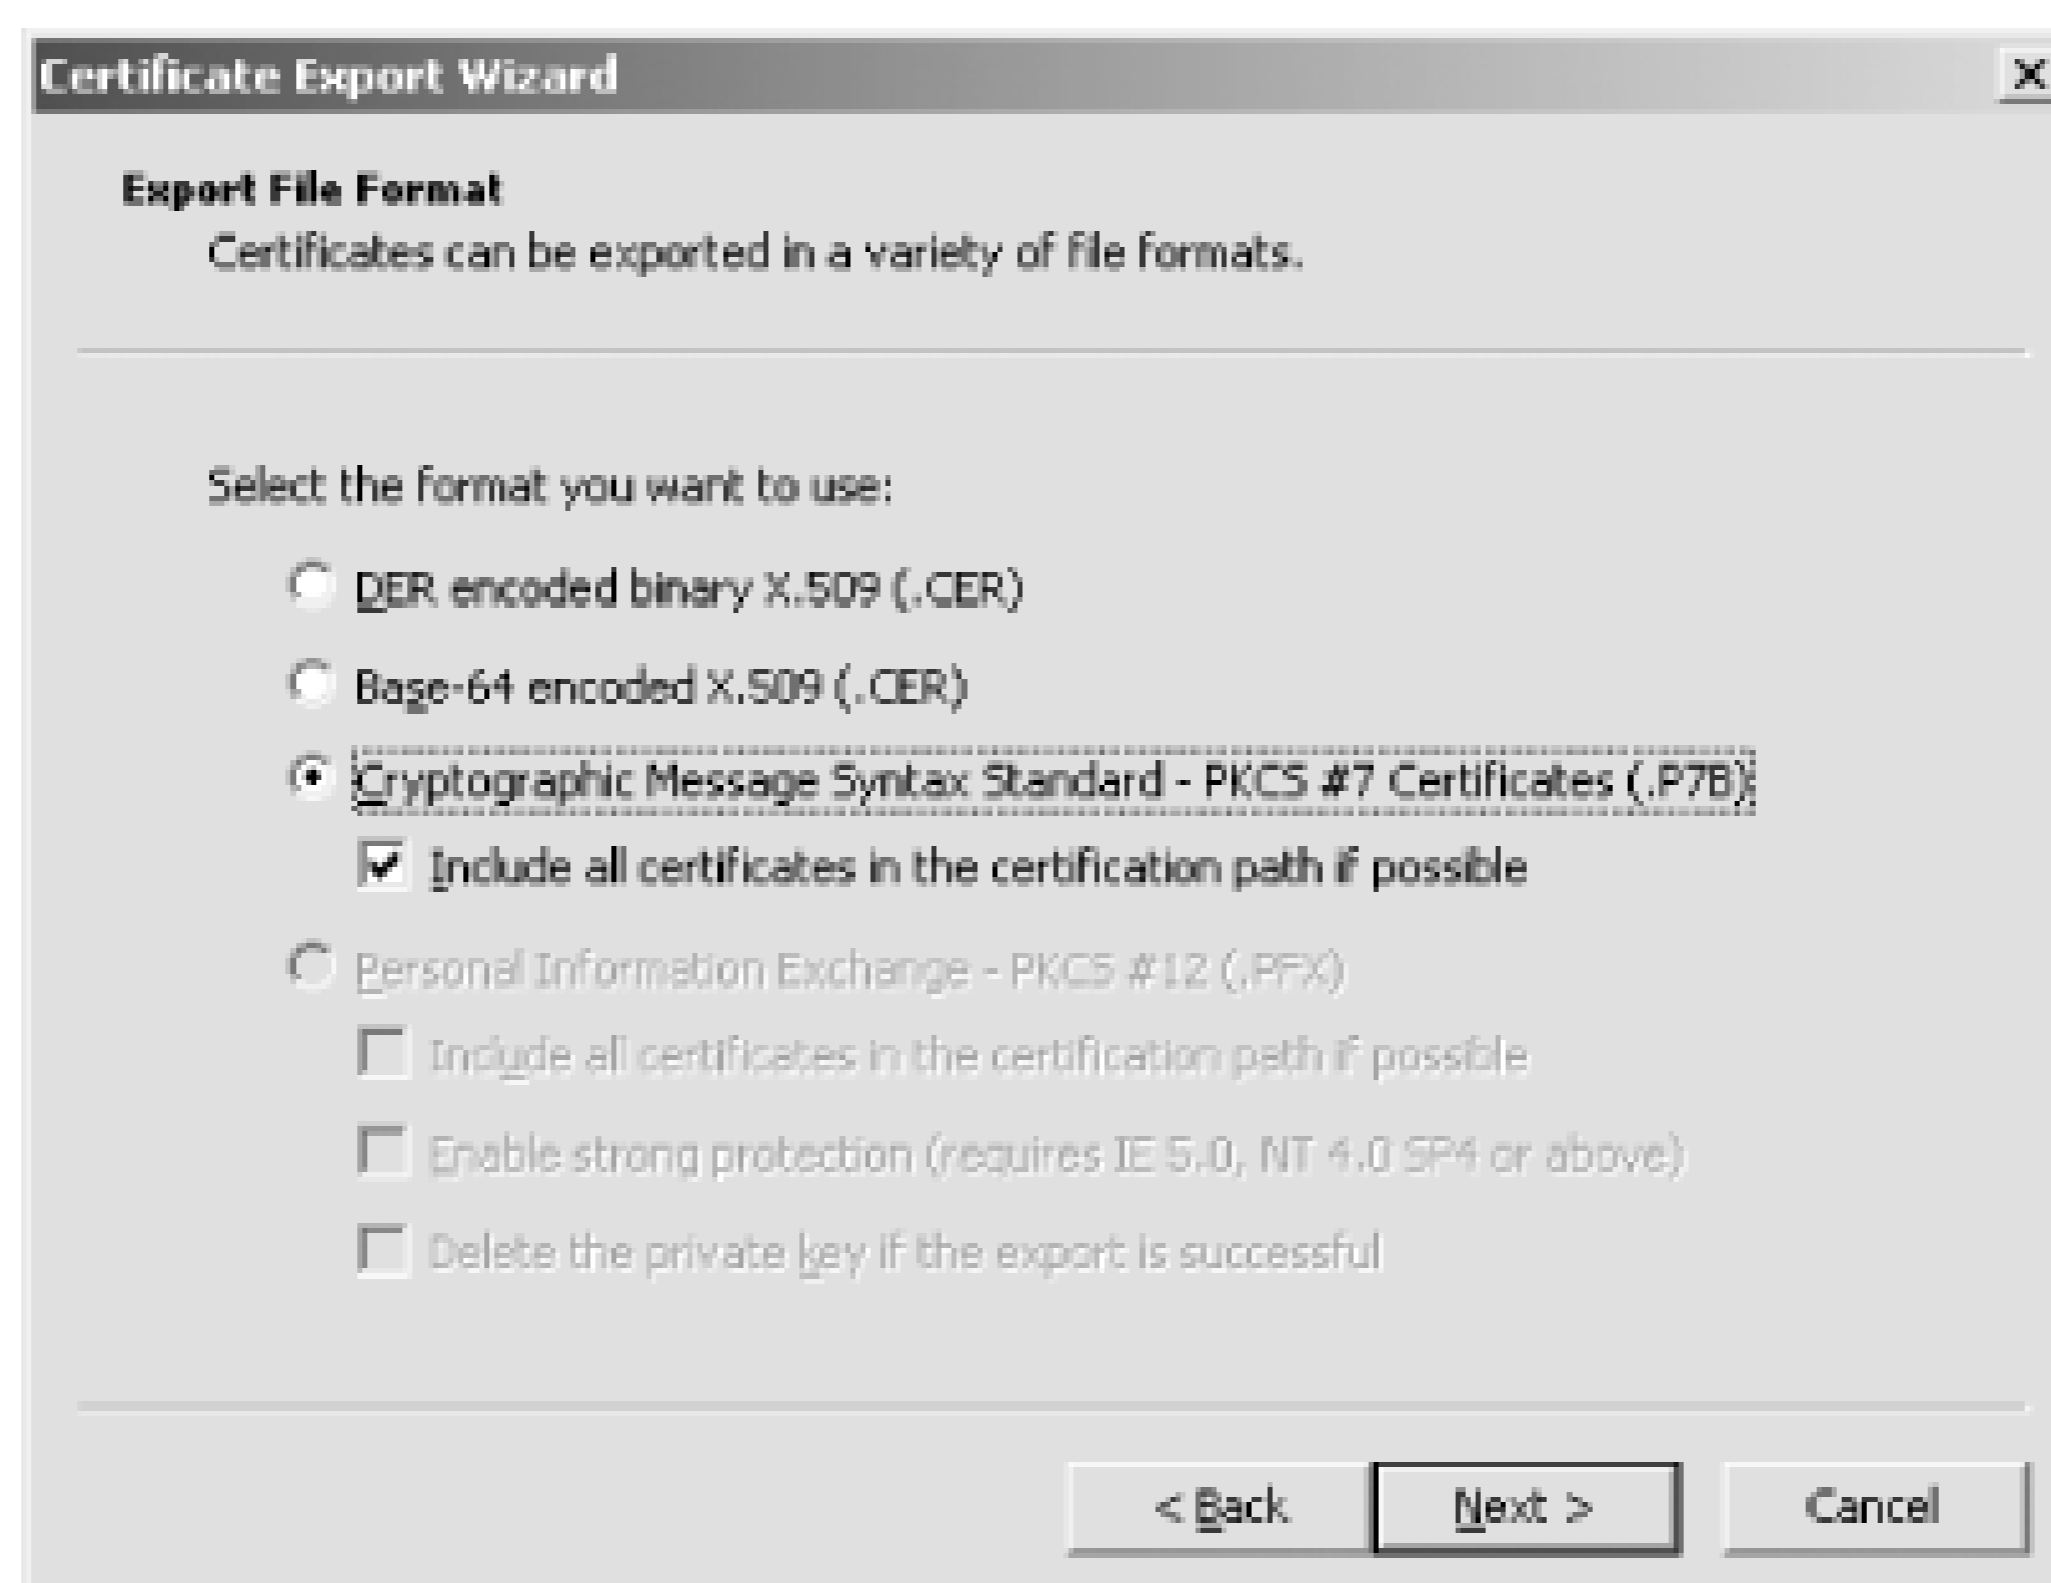 Certificate Export Wizard
Export File Format
Certificates can be exported in a variety of file formats.
Select the format you want to use:
DER encoded binary X.509 (.CER)
Base-64 encoded X.509 (.CER)
Cryptographic Message Syntax Standard - PKCS #7 Certificates (.P7B)
Include all certificates in the certification path if possible
Personal Information Exchange - PKCS #12 (.PFX)
Include all certificates in the certification path if possible
Enable strong protection (requires IE 5.0, NT 4.0 SP4 or above)
Delete the private key if the export is successful
< Back Next > Cancel